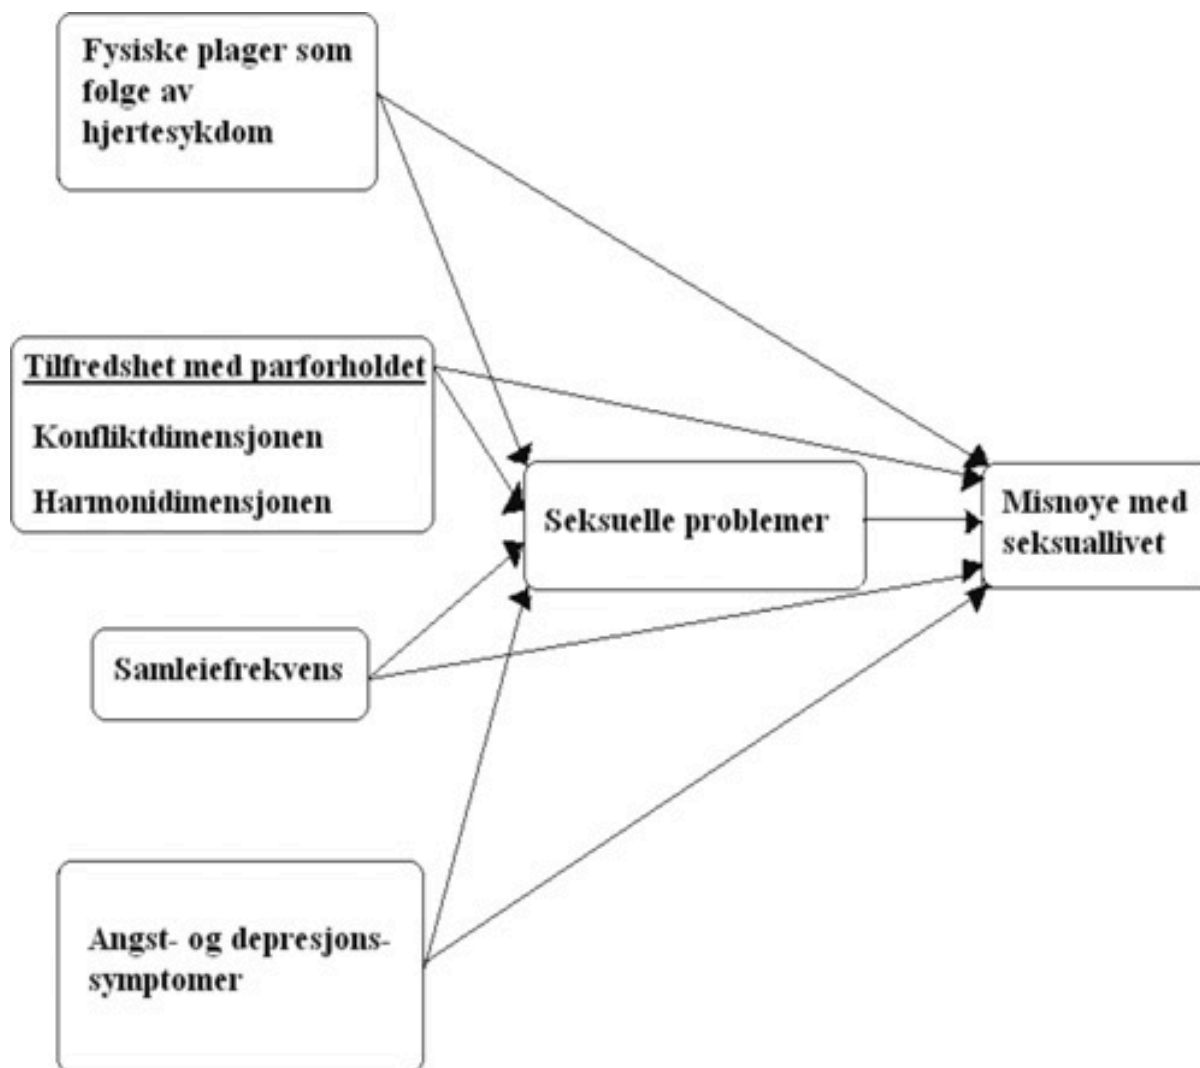 Fysiske plager som
følge av
hjertesykdom
Tilfredshet med parforholdet
Konfliktdimensjonen
Harmonidimensjonen
Seksuelle problemer
Misnøye med
seksuallivet
Samleiefrekvens
Angst- og depresjons-
symptomer